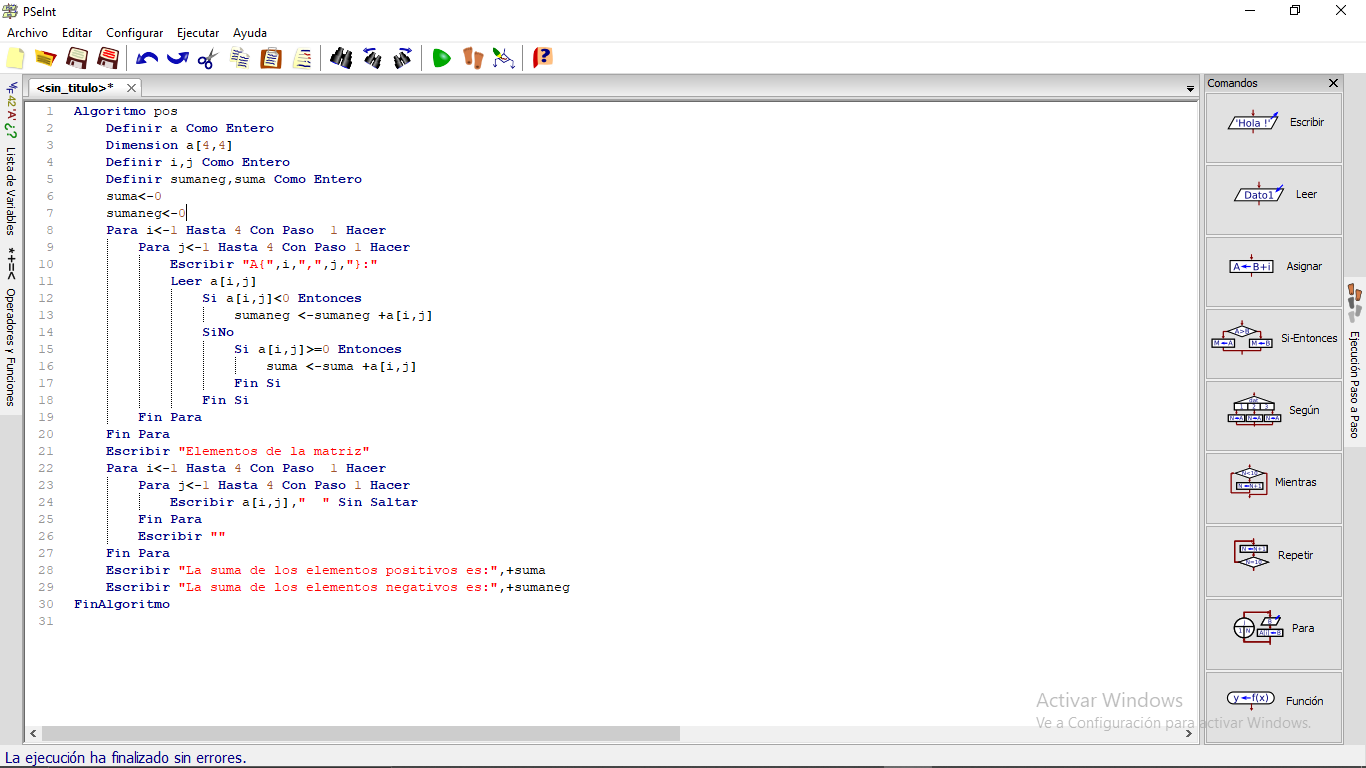 PSeInt
Archivo Editar Configurar Ejecutar Ayuda
<sin_titulo>*
Comandos
1 Algoritmo pos
2 Definir a Como Entero
3 Dimension a[4,4]
4 Definir i,j Como Entero
5 Definir sumaneg,suma Como Entero
6 suma<-0
7 sumaneg<-0
8 Para i<-1 Hasta 4 Con Paso  1 Hacer
9 Para j<-1 Hasta 4 Con Paso 1 Hacer
10 Escribir "A{",i,",",j,"}:"
11 Leer a[i,j]
12 Si a[i,j]<0 Entonces
13 sumaneg <-sumaneg +a[i,j]
14 SiNo
15 Si a[i,j]>=0 Entonces
16 suma <-suma +a[i,j]
17 Fin Si
18 Fin Si
19 Fin Para
20 Fin Para
21 Escribir "Elementos de la matriz"
22 Para i<-1 Hasta 4 Con Paso  1 Hacer
23 Para j<-1 Hasta 4 Con Paso 1 Hacer
24 Escribir a[i,j],"  " Sin Saltar
25 Fin Para
26 Escribir ""
27 Fin Para
28 Escribir "La suma de los elementos positivos es:",+suma
29 Escribir "La suma de los elementos negativos es:",+sumaneg
30 FinAlgoritmo
31
42 'A' ¿? Lista de Variables
*+=< Operadores y Funciones
'Hola !' Escribir
Dato1 Leer
A B+i Asignar
A>B M A M B Si-Entonces
1 2 3 Según
N<10 N N+1 Mientras
N N+1 N=10 Repetir
Para
y f(x) Función
Ejecución Paso a Paso
Activar Windows
Ve a Configuración para activar Windows.
La ejecución ha finalizado sin errores.